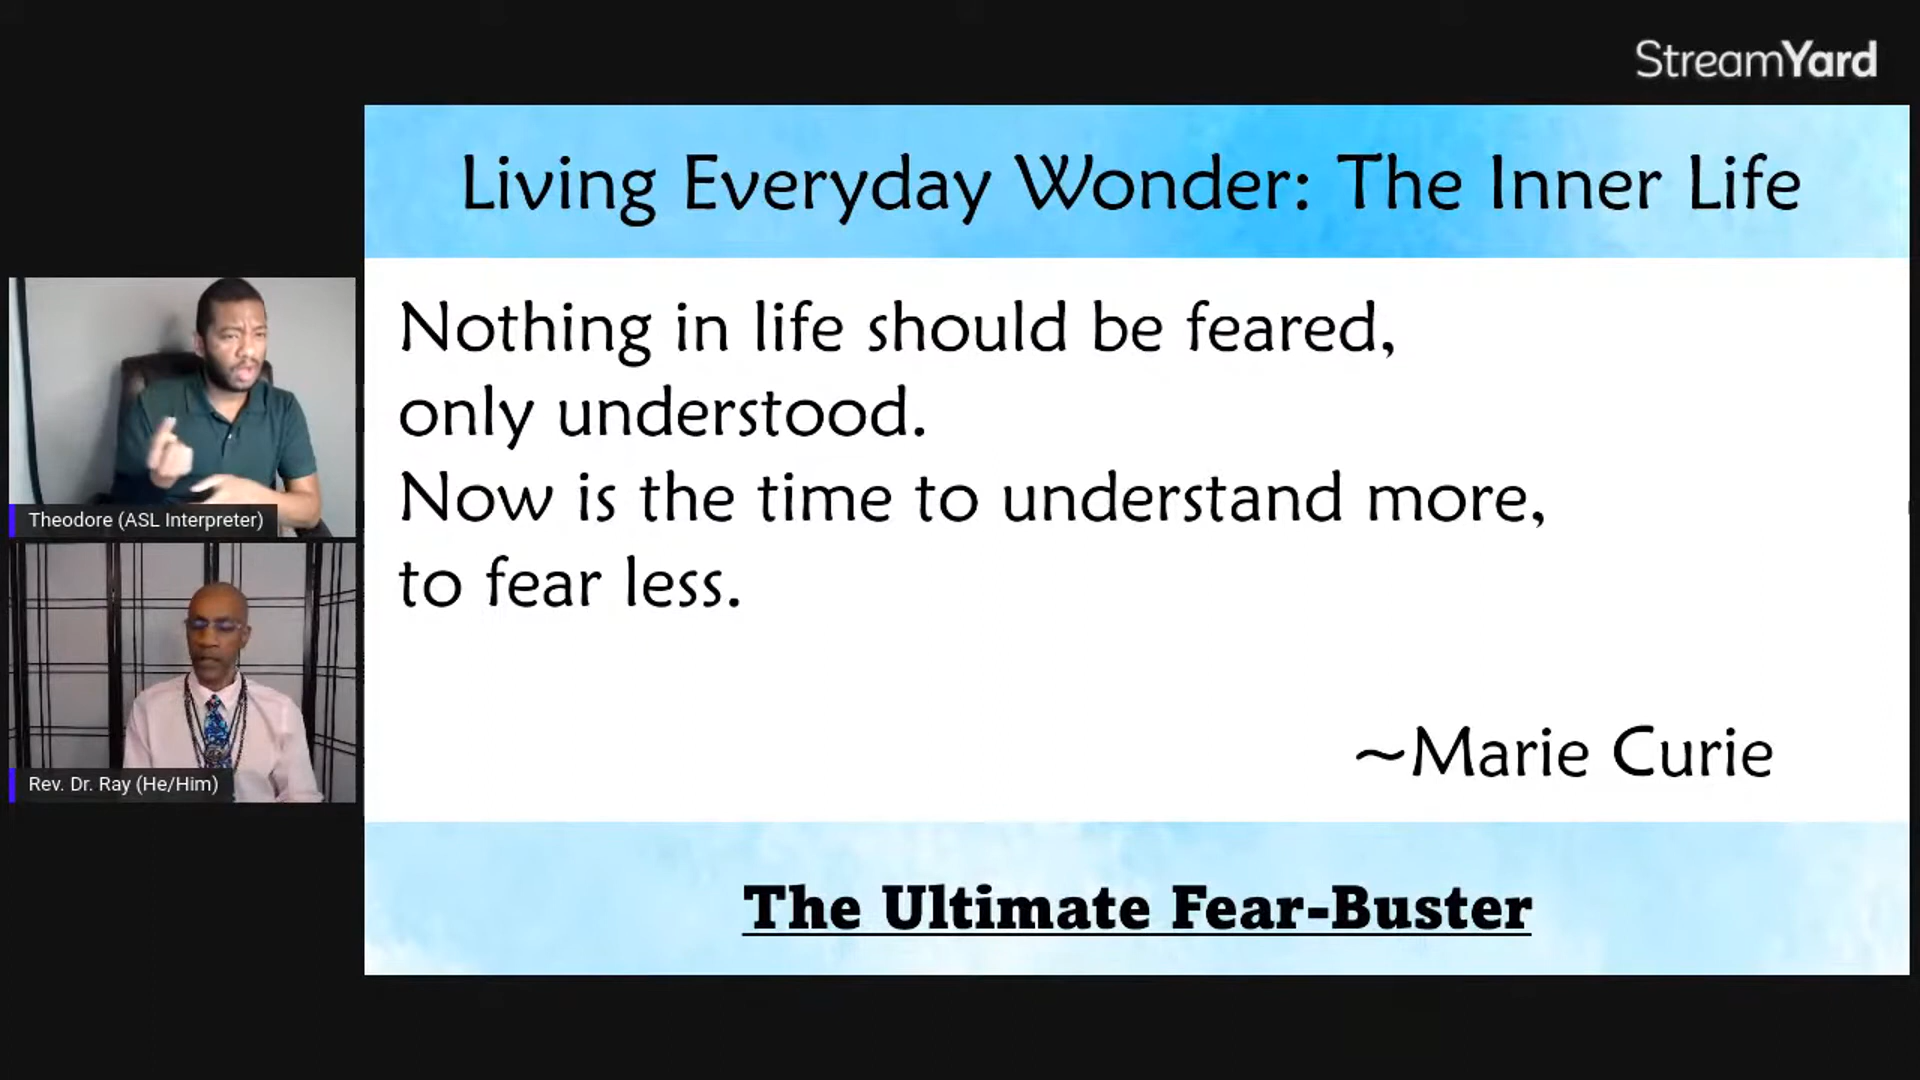 StreamYard
Living Everyday Wonder: The Inner Life
Nothing in life should be feared,
only understood.
Now is the time to understand more,
to fear less.
~Marie Curie
The Ultimate Fear-Buster
Theodore (ASL Interpreter)
Rev. Dr. Ray (He/Him)